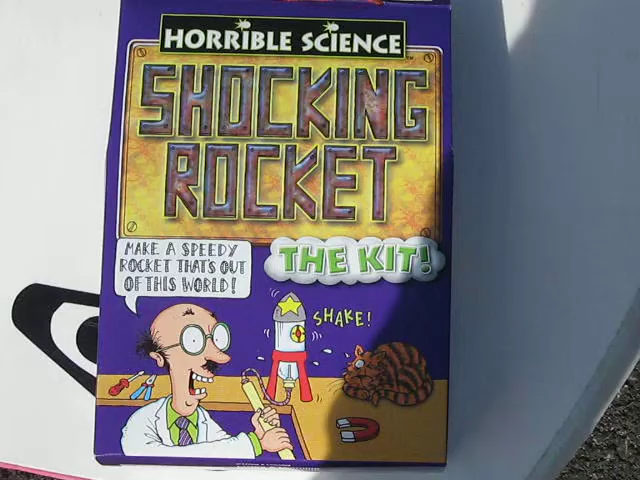 HORRIBLE SCIENCE
SHOCKING
ROCKET
THE KIT!
MAKE A SPEEDY
ROCKET THAT'S OUT
OF THIS WORLD!
SHAKE!